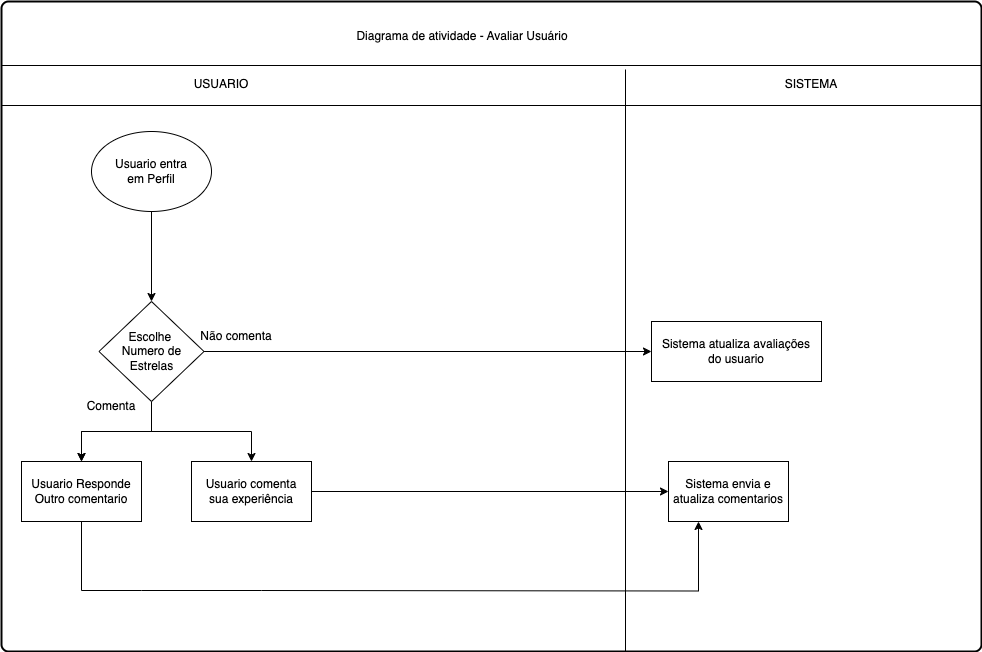 Diagrama de atividade - Avaliar Usuário
USUARIO
SISTEMA
Usuario entra
em Perfil
Escolhe
Numero de
Estrelas
Não comenta
Sistema atualiza avaliações
do usuario
Comenta
Usuario Responde
Outro comentario
Usuario comenta
sua experiência
Sistema envia e
atualiza comentarios